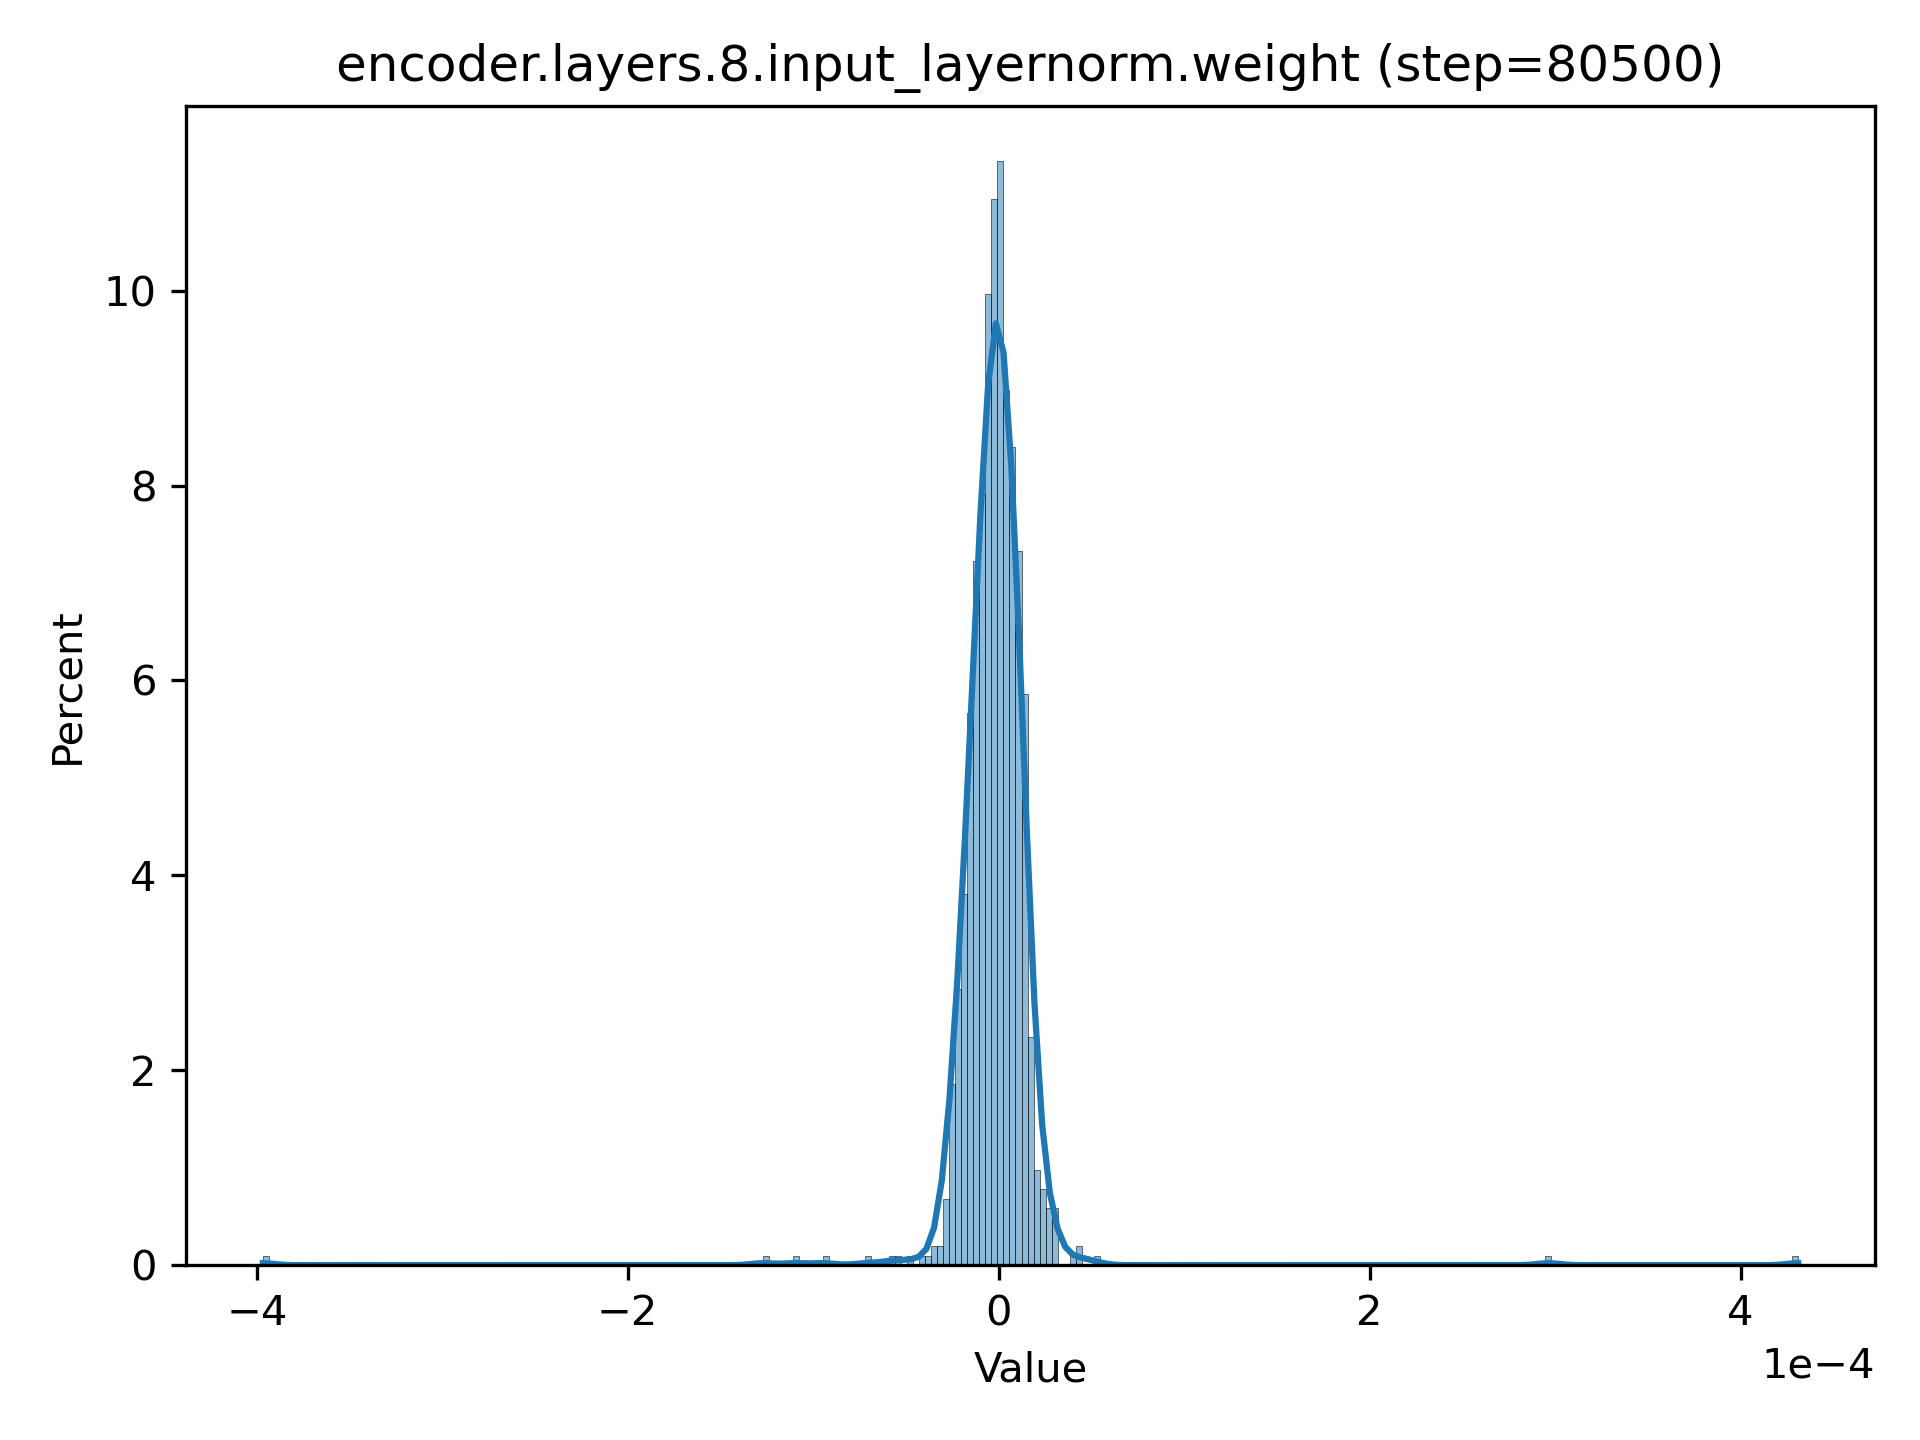 encoder.layers.8.input_layernorm.weight (step=80500)
10
8
6
4
2
0
Percent
−4
−2
0
2
4
1e−4
Value